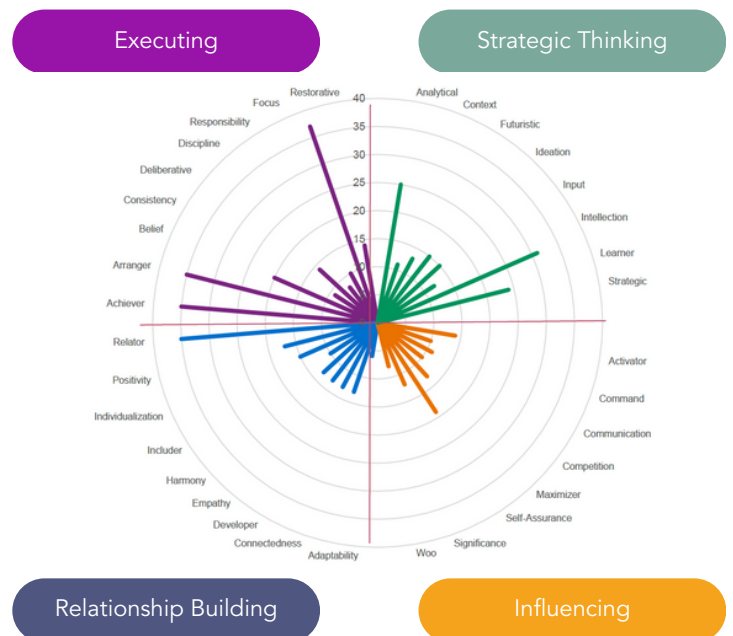 Executing
Strategic Thinking
Restorative
40
Analytical
Focus
Context
35
Responsibility
Futuristic
Discipline
30
Ideation
Deliberative
25
Input
Consistency
20
Intellection
Belief
15
Learner
Arranger
10
Strategic
Achiever
Relator
Activator
Positivity
Command
Individualization
Communication
Includer
Competition
Harmony
Maximizer
Empathy
Self-Assurance
Developer
Connectedness
Significance
Adaptability
Woo
Relationship Building
Influencing